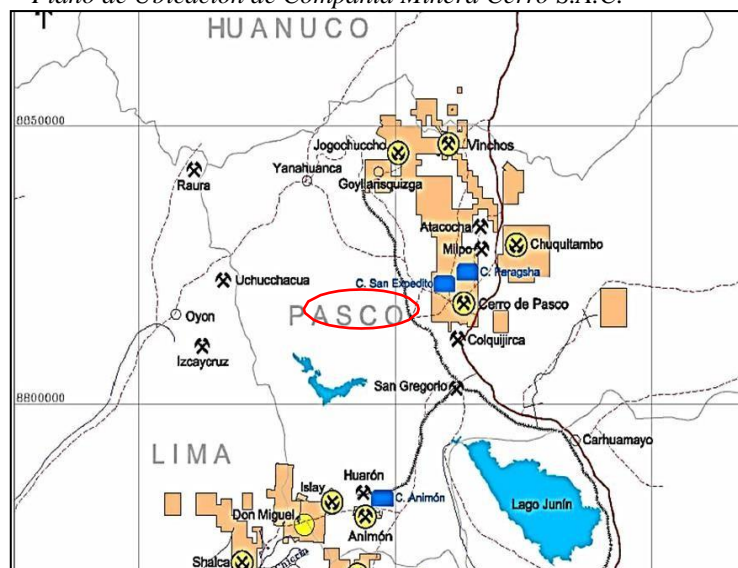 Plano de Ubicación de Compañía Minera Cerro S.A.C.
HUANUCO
8850000
Jogochuccho
Vinchos
Yanahuanca
Raura
Goyllarisquizga
Atacocha
Milpo
Chuquitambo
C. Paragsha
C. San Expedito
Uchucchacua
Cerro de Pasco
PASCO
Oyon
Colquijirca
Izcaycruz
San Gregorio
8800000
Carhuamayo
LIMA
Huarón
Islay
C. Animón
Lago Junín
Don Miguel
Animón
Shalca